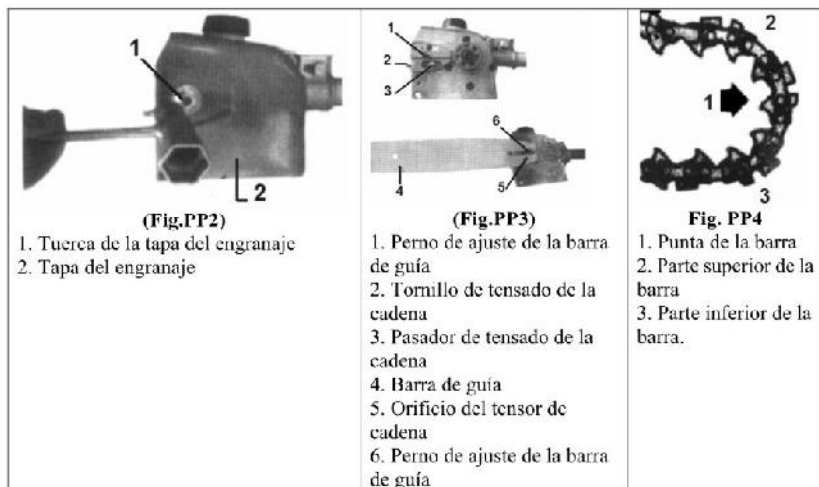 1
2
(Fig.PP2)
1. Tuerca de la tapa del engranaje
2. Tapa del engranaje
1
2
3
6
4
5
(Fig.PP3)
1. Perno de ajuste de la barra
de guía
2. Tornillo de tensado de la
cadena
3. Pasador de tensado de la
cadena
4. Barra de guía
5. Orificio del tensor de
cadena
6. Perno de ajuste de la barra
de guía
2
1
3
Fig. PP4
1. Punta de la barra
2. Parte superior de la
barra
3. Parte inferior de la
barra.